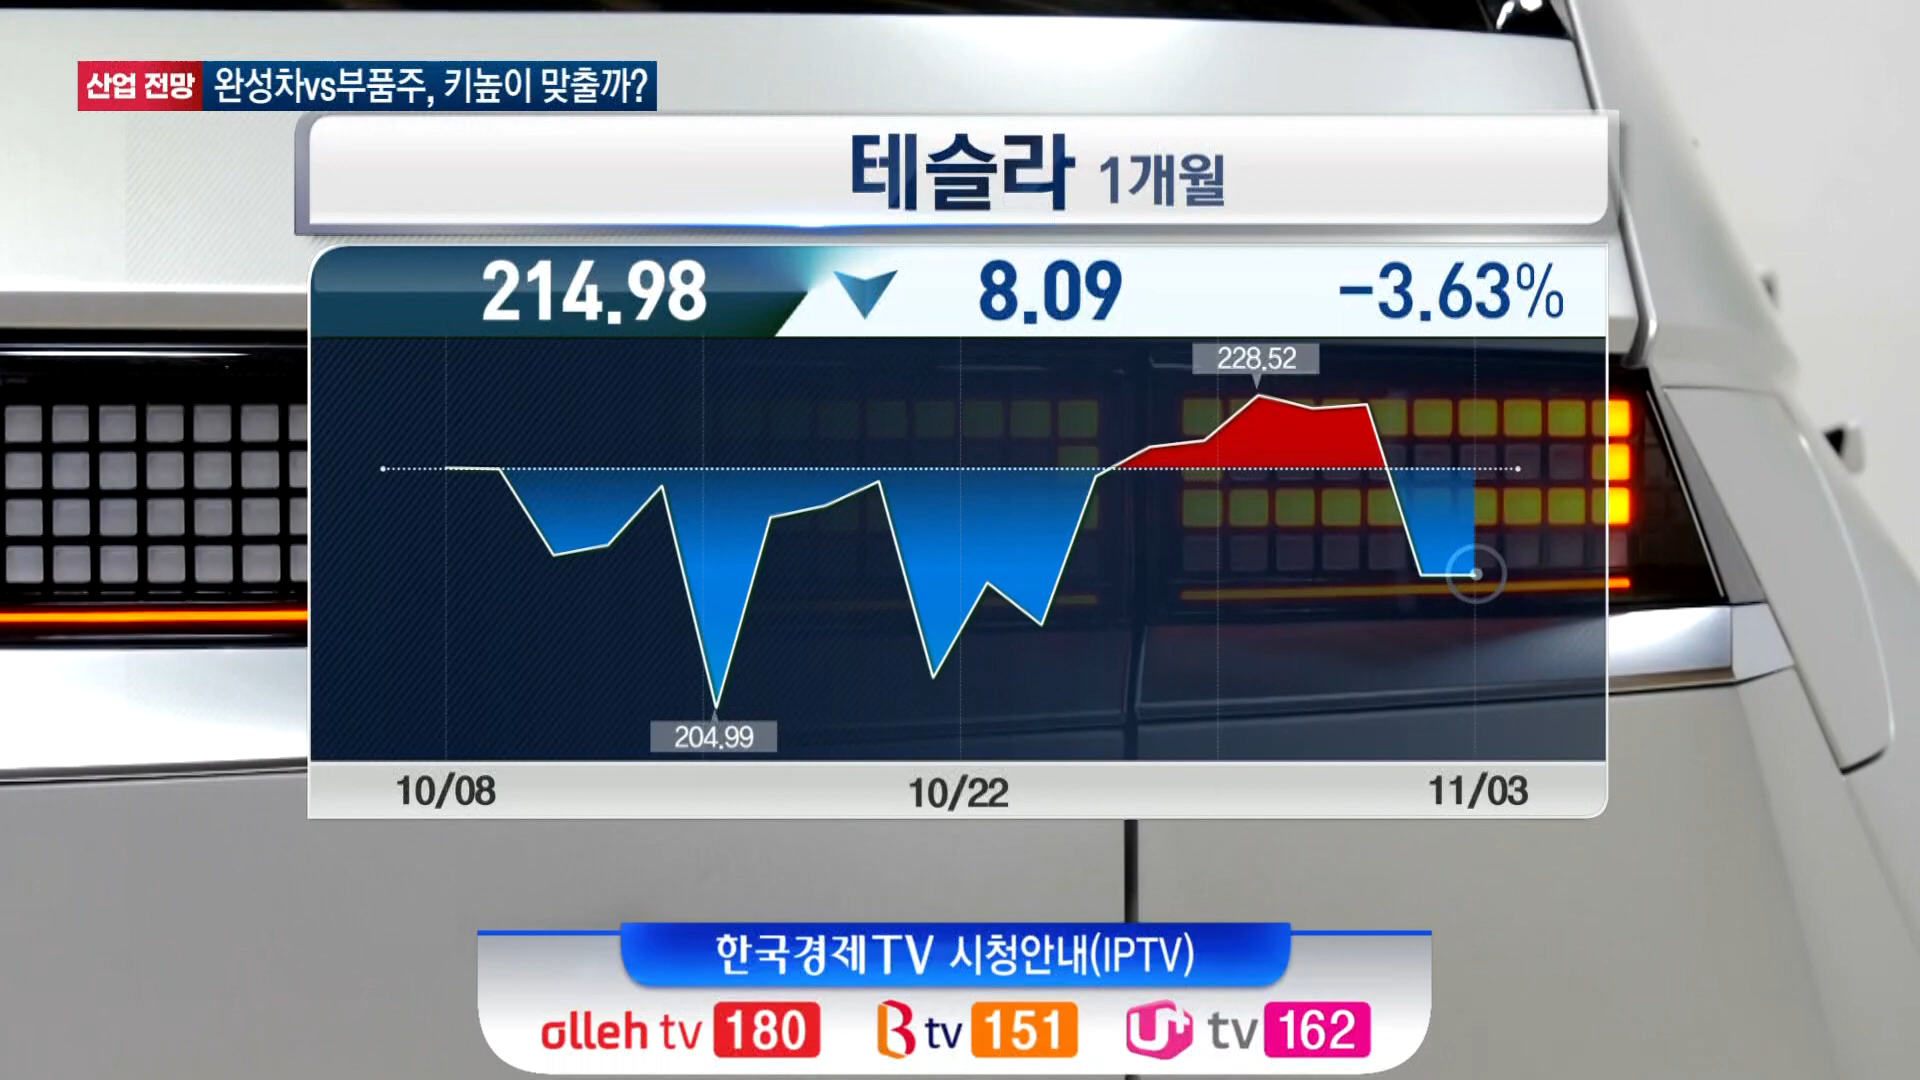 산업 전망 완성차vs부품주, 키높이 맞출까?
테슬라 1개월
214.98 8.09 -3.63%
228.52
204.99
10/08 10/22 11/03
한국경제TV 시청안내(IPTV)
olleh tv 180 B tv 151 U+ tv 162